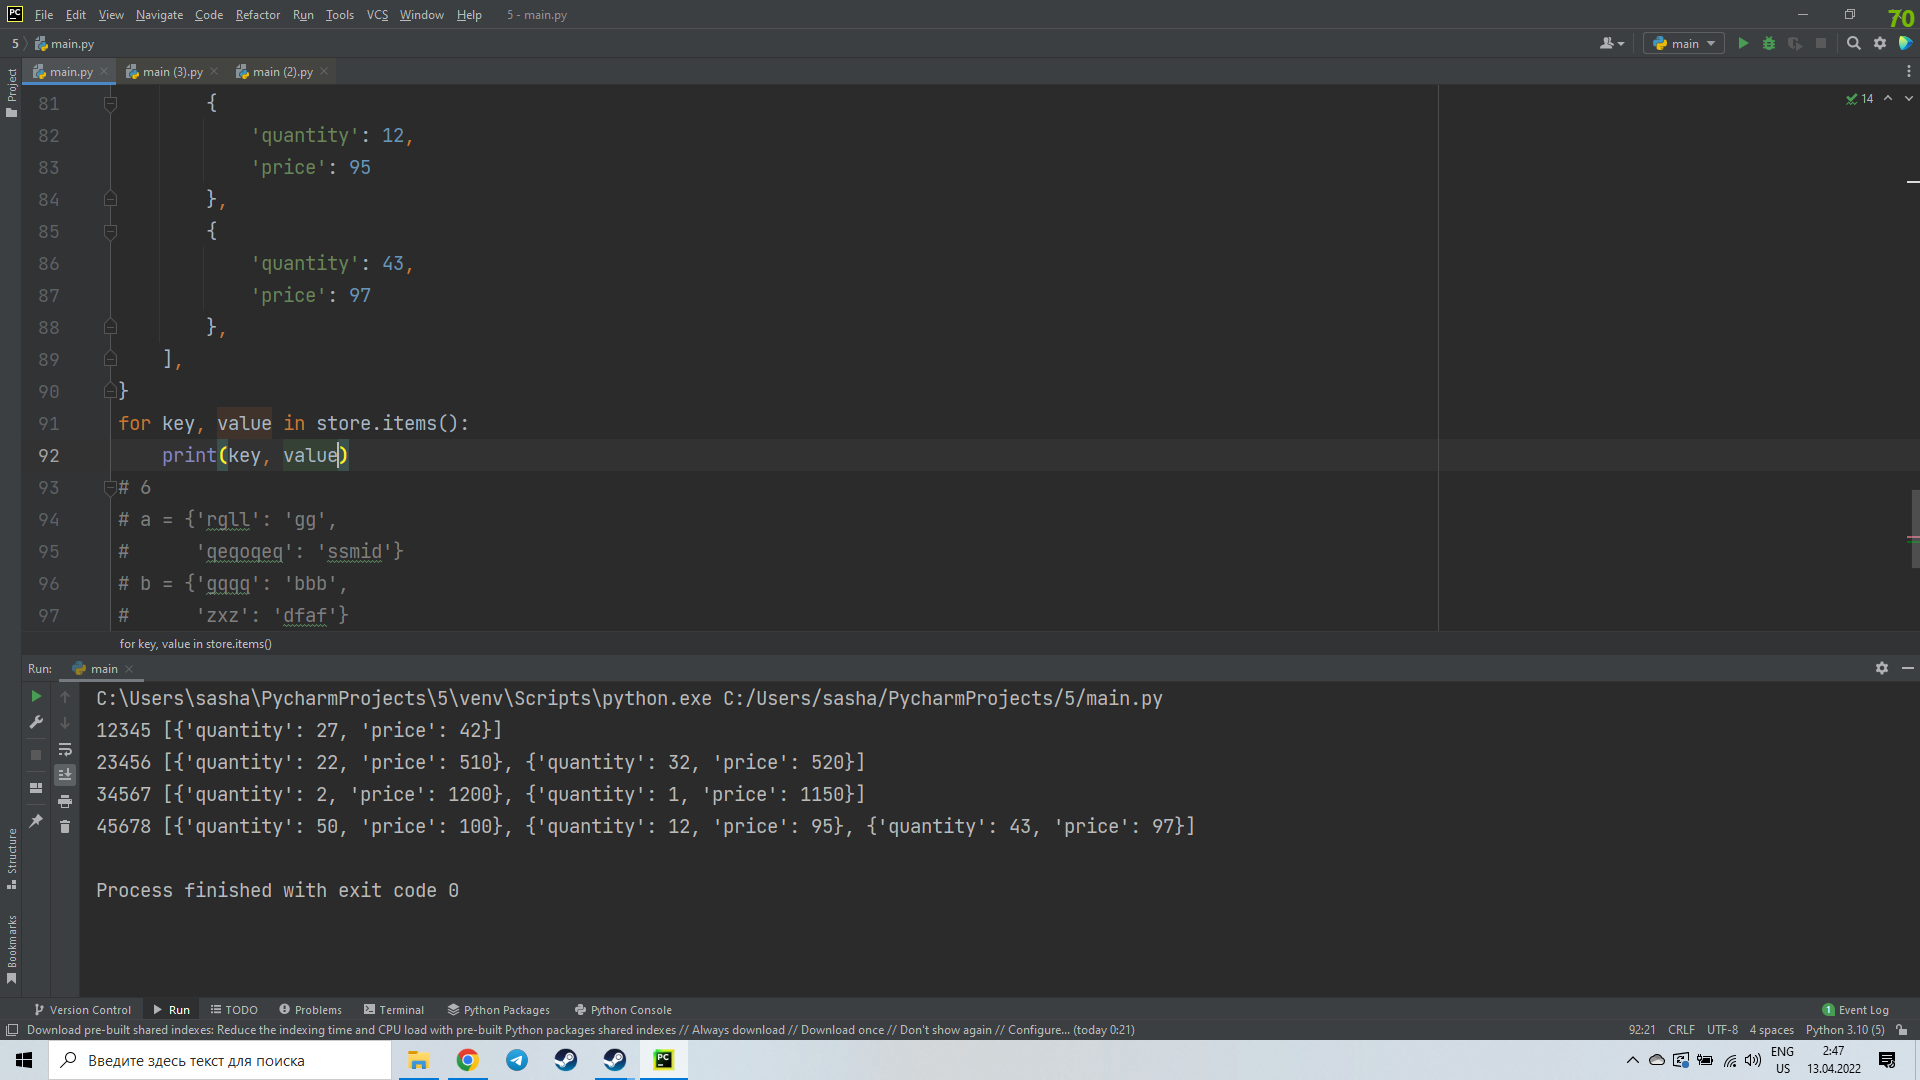 PC File Edit View Navigate Code Refactor Run Tools VCS Window Help 5 - main.py 70
5 main.py main
Project main.py main (3).py main (2).py
81 {
14
82 'quantity': 12,
83 'price': 95
84 },
85 {
86 'quantity': 43,
87 'price': 97
88 },
89 ],
90 }
91 for key, value in store.items():
92 print(key, value)
93 # 6
94 # a = {'rgll': 'gg',
95 # 'qeqoqeq': 'ssmid'}
96 # b = {'gqqq': 'bbb',
97 # 'zxz': 'dfaf'}
for key, value in store.items()
Run: main
C:\Users\sasha\PycharmProjects\5\venv\Scripts\python.exe C:/Users/sasha/PycharmProjects/5/main.py
12345 [{'quantity': 27, 'price': 42}]
23456 [{'quantity': 22, 'price': 510}, {'quantity': 32, 'price': 520}]
34567 [{'quantity': 2, 'price': 1200}, {'quantity': 1, 'price': 1150}]
45678 [{'quantity': 50, 'price': 100}, {'quantity': 12, 'price': 95}, {'quantity': 43, 'price': 97}]
Process finished with exit code 0
Structure
Bookmarks
Version Control Run TODO Problems Terminal Python Packages Python Console 1 Event Log
Download pre-built shared indexes: Reduce the indexing time and CPU load with pre-built Python packages shared indexes // Always download // Download once // Don't show again // Configure... (today 0:21) 92:21 CRLF UTF-8 4 spaces Python 3.10 (5)
Введите здесь текст для поиска PC ENG 2:47
US 13.04.2022